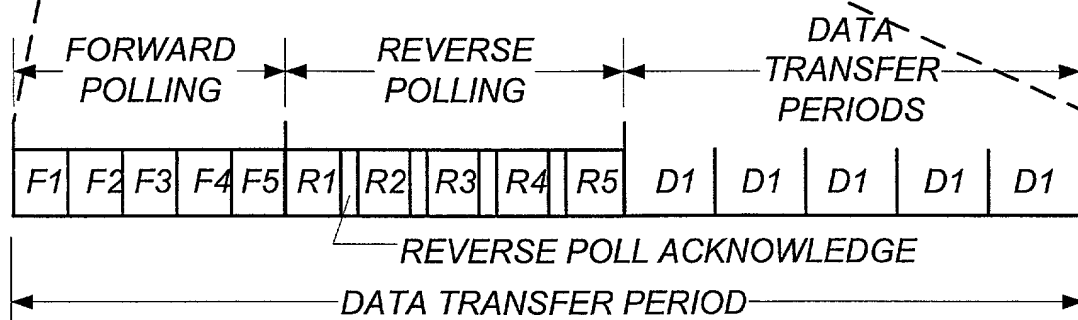 FORWARD
POLLING
REVERSE
POLLING
DATA
TRANSFER
PERIODS
F1 F2 F3 F4 F5 R1 R2 R3 R4 R5 D1 D1 D1 D1 D1
REVERSE POLL ACKNOWLEDGE
DATA TRANSFER PERIOD